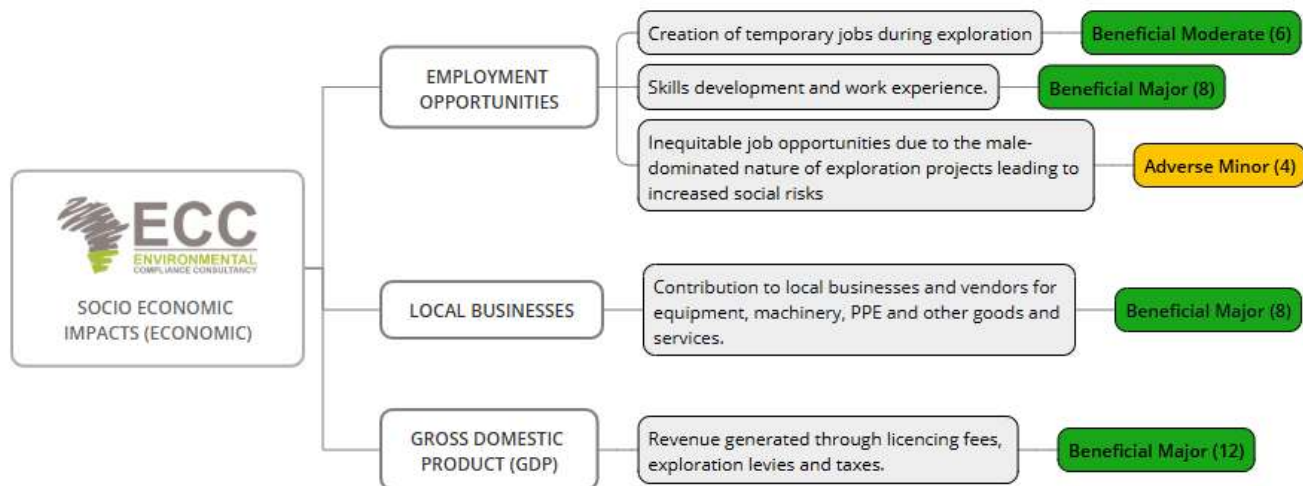 ECC
ENVIRONMENTAL
COMPLIANCE CONSULTANCY
SOCIO ECONOMIC
IMPACTS (ECONOMIC)
EMPLOYMENT
OPPORTUNITIES
Creation of temporary jobs during exploration
Beneficial Moderate (6)
Skills development and work experience.
Beneficial Major (8)
Inequitable job opportunities due to the male-
dominated nature of exploration projects leading to
increased social risks
Adverse Minor (4)
LOCAL BUSINESSES
Contribution to local businesses and vendors for
equipment, machinery, PPE and other goods and
services.
Beneficial Major (8)
GROSS DOMESTIC
PRODUCT (GDP)
Revenue generated through licencing fees,
exploration levies and taxes.
Beneficial Major (12)